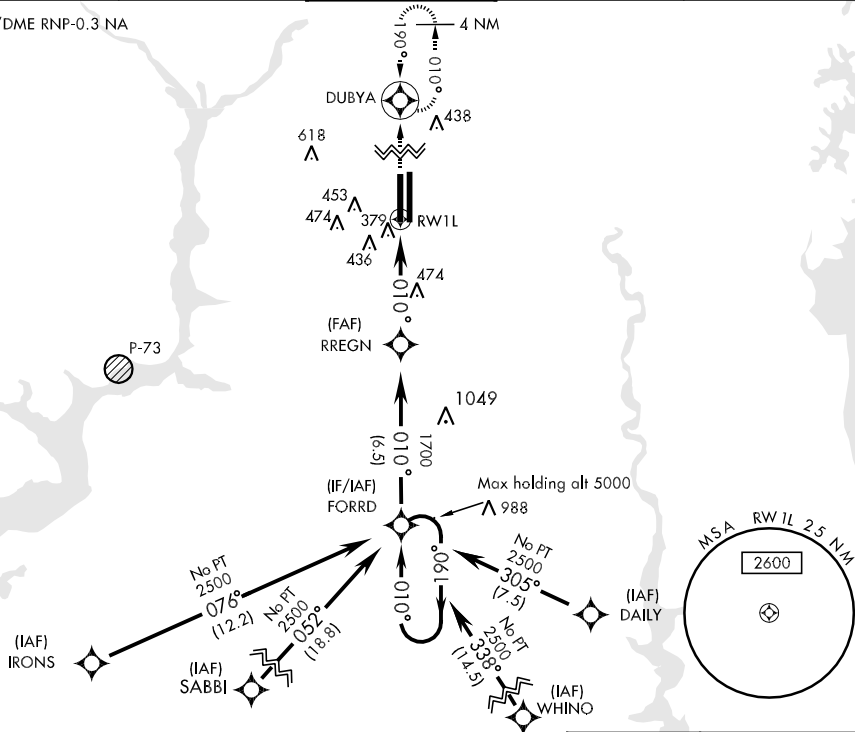 /DME RNP-0.3 NA
4 NM
190°
010°
DUBYA
438
618
453
474
379
RW1L
436
474
010°
(FAF)
RREGN
P-73
1049
1700
010°
(6.5)
(IF/IAF)
FORRD
Max holding alt 5000
988
MSA RW 1L 25 NM
2600
190°
010°
No PT
2500
305°
(7.5)
(IAF)
DAILY
No PT
2500
076°
(12.2)
(IAF)
IRONS
No PT
2500
052°
(18.8)
(IAF)
SABBI
No PT
2500
338°
(14.5)
(IAF)
WHINO